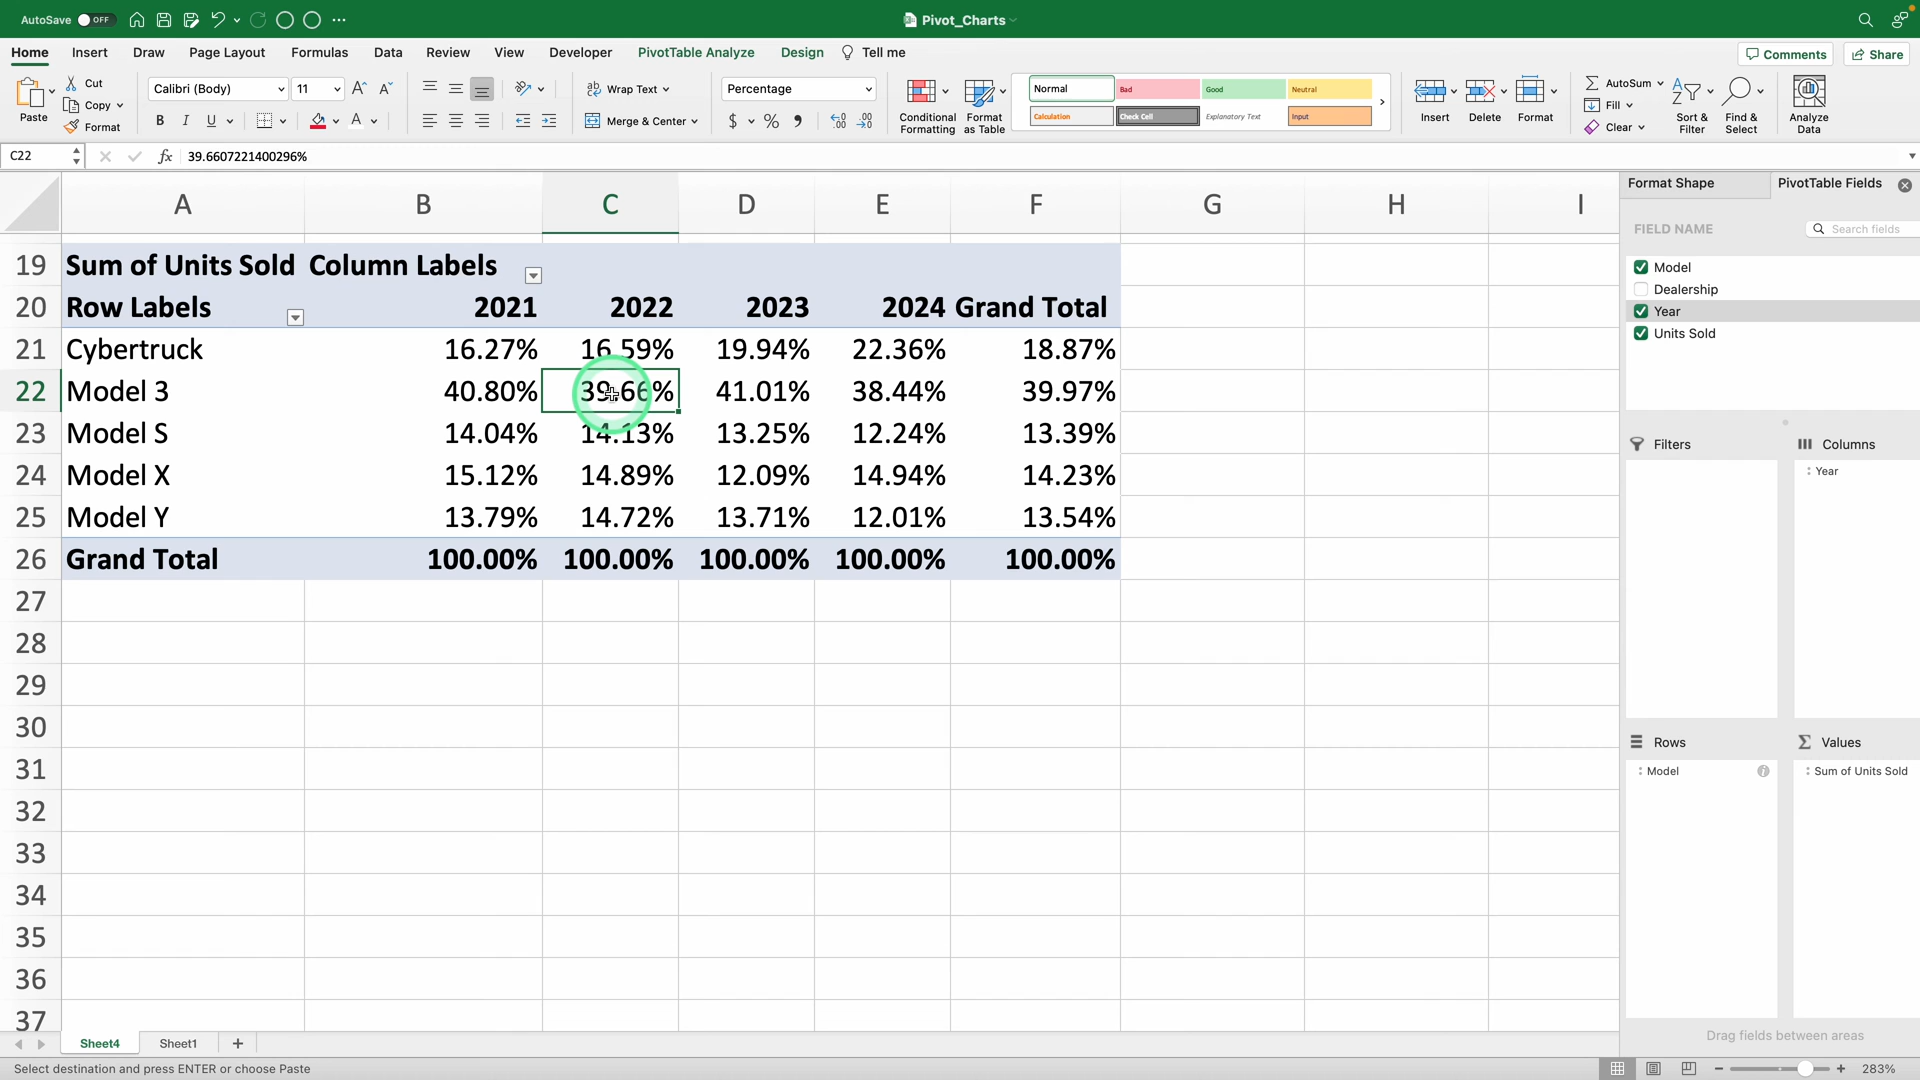 AutoSave OFF
Pivot_Charts
Home Insert Draw Page Layout Formulas Data Review View Developer PivotTable Analyze Design Tell me
Comments Share
Paste
Cut
Copy
Format
Calibri (Body) 11
B I U
Wrap Text
Merge & Center
Percentage
$ % ,
Conditional Formatting
Format as Table
Normal Bad Good Neutral
Calculation Check Cell Explanatory Text Input
Insert Delete Format
AutoSum
Fill
Clear
Sort & Filter
Find & Select
Analyze Data
C22 fx 39.6607221400296%
A B C D E F G H I
19 Sum of Units Sold Column Labels
20 Row Labels 2021 2022 2023 2024 Grand Total
21 Cybertruck 16.27% 16.59% 19.94% 22.36% 18.87%
22 Model 3 40.80% 39.66% 41.01% 38.44% 39.97%
23 Model S 14.04% 14.13% 13.25% 12.24% 13.39%
24 Model X 15.12% 14.89% 12.09% 14.94% 14.23%
25 Model Y 13.79% 14.72% 13.71% 12.01% 13.54%
26 Grand Total 100.00% 100.00% 100.00% 100.00% 100.00%
27
28
29
30
31
32
33
34
35
36
37
Format Shape PivotTable Fields
FIELD NAME Search fields
Model
Dealership
Year
Units Sold
Filters Columns
Year
Rows Values
Model Sum of Units Sold
Drag fields between areas
Sheet4 Sheet1 +
Select destination and press ENTER or choose Paste
283%